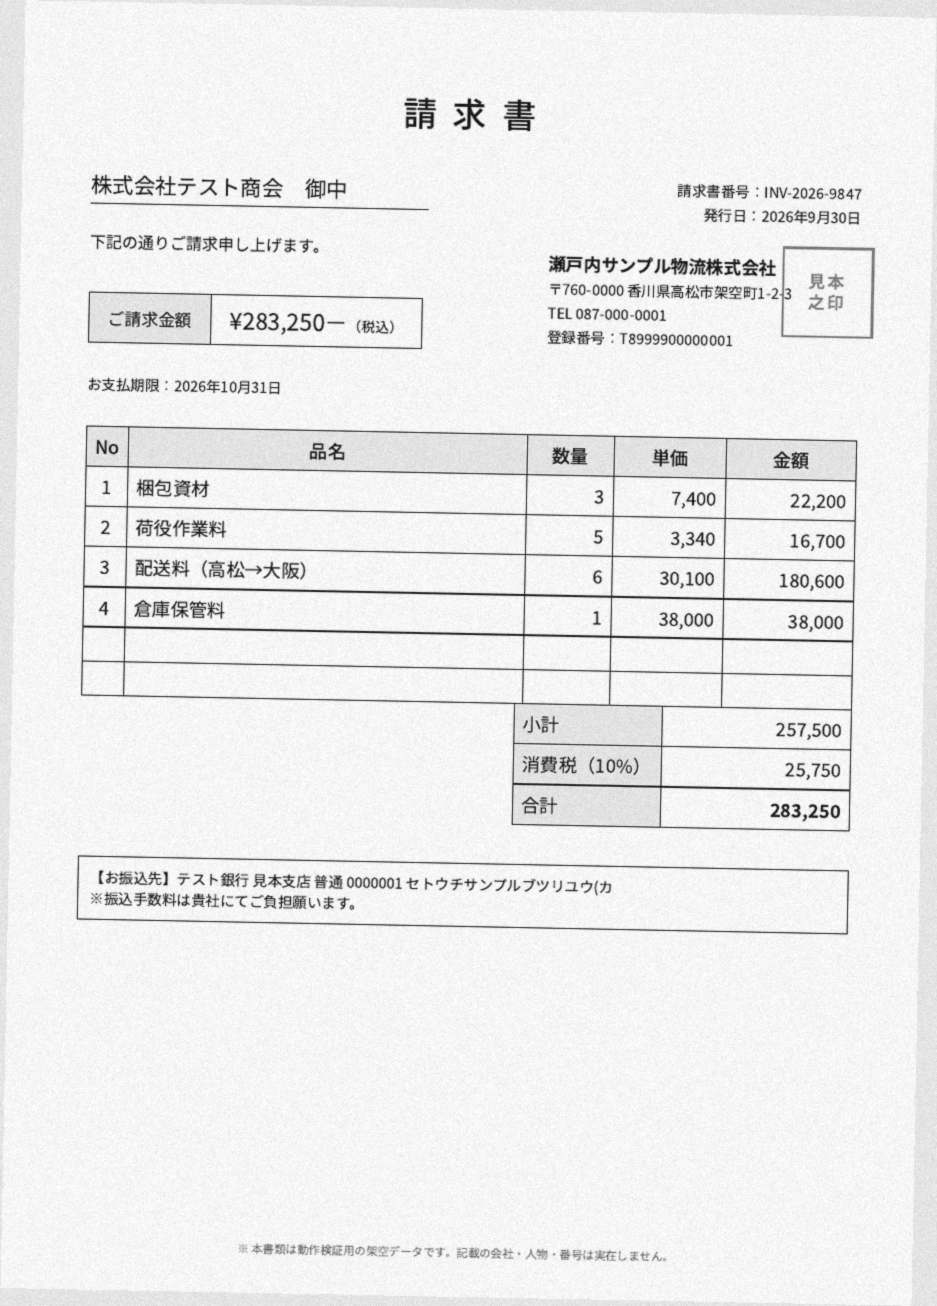 請求書
株式会社テスト商会 御中
請求書番号：INV-2026-9847
発行日：2026年9月30日
下記の通りご請求申し上げます。
瀬戸内サンプル物流株式会社
〒760-0000 香川県高松市架空町1-2-3
TEL 087-000-0001
登録番号：T8999900000001
見本
之印
ご請求金額 ¥283,250－（税込）
お支払期限：2026年10月31日
No 品名 数量 単価 金額
1 梱包資材 3 7,400 22,200
2 荷役作業料 5 3,340 16,700
3 配送料（高松→大阪） 6 30,100 180,600
4 倉庫保管料 1 38,000 38,000
小計 257,500
消費税（10%） 25,750
合計 283,250
【お振込先】テスト銀行 見本支店 普通 0000001 セトウチサンプルブツリユウ(カ
※振込手数料は貴社にてご負担願います。
※ 本書類は動作検証用の架空データです。記載の会社・人物・番号は実在しません。